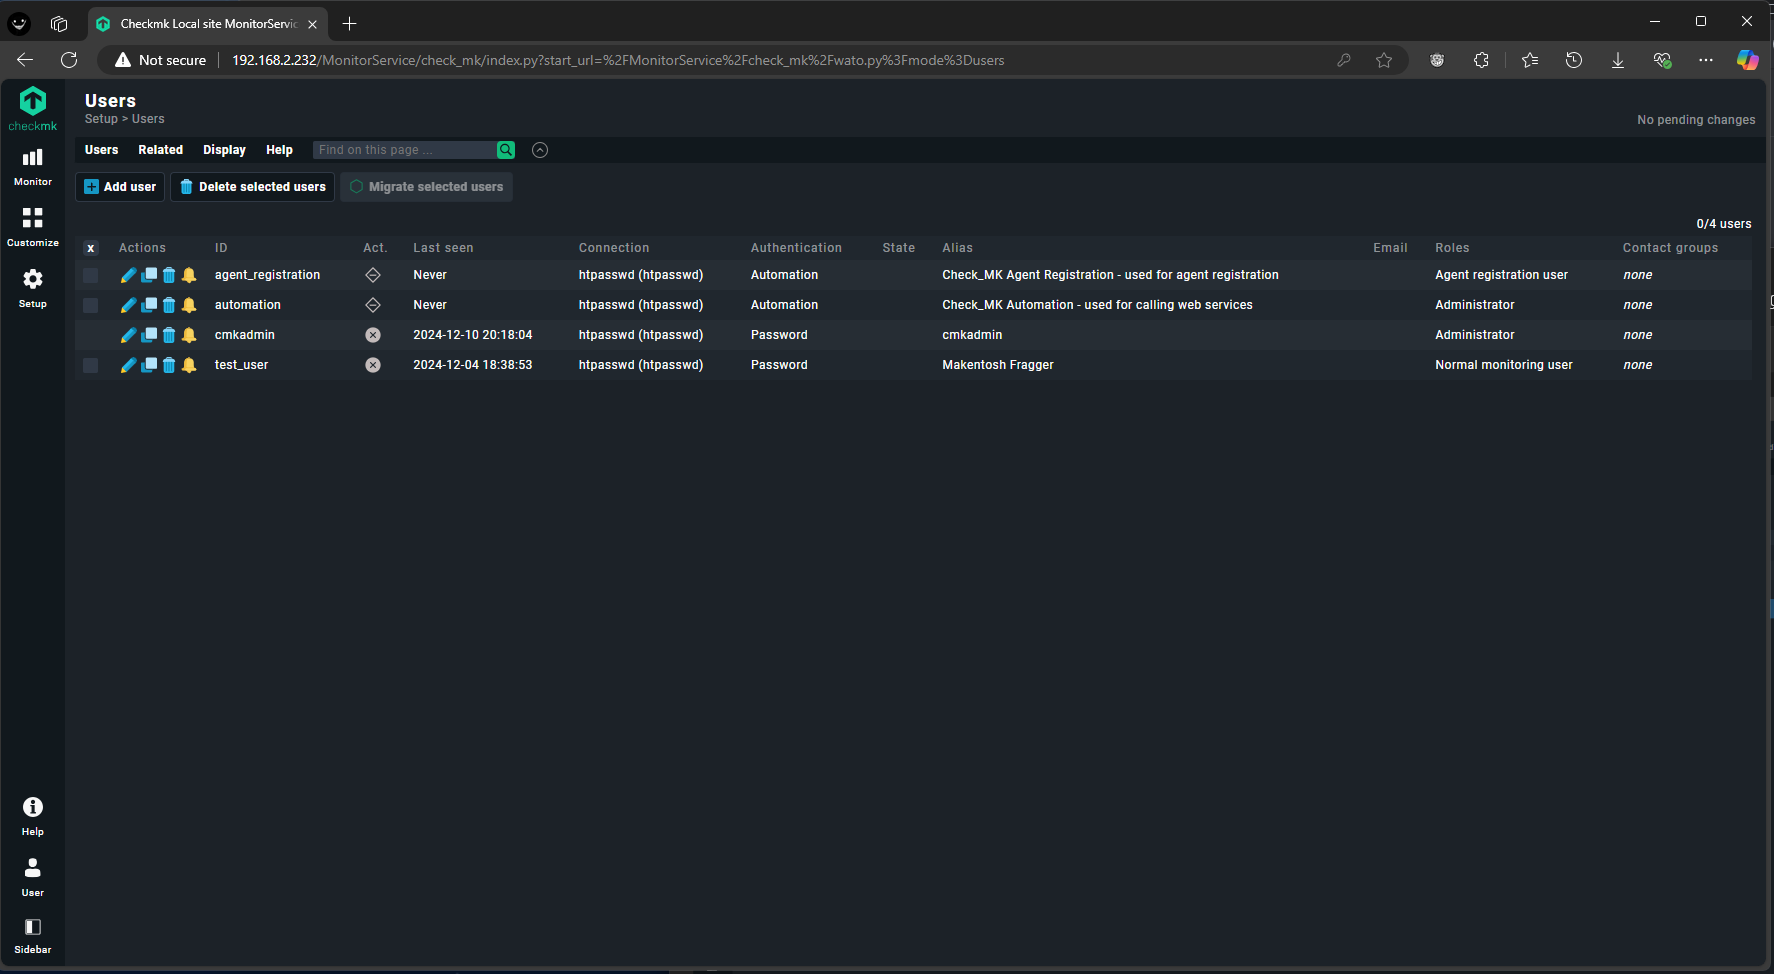 Checkmk Local site MonitorServic
Not secure
192.168.2.232/MonitorService/check_mk/index.py?start_url=%2FMonitorService%2Fcheck_mk%2Fwato.py%3Fmode%3Dusers
checkmk
Monitor
Customize
Setup
Help
User
Sidebar
Users
Setup > Users
No pending changes
Users Related Display Help Find on this page ...
Add user Delete selected users Migrate selected users
0/4 users
x Actions ID Act. Last seen Connection Authentication State Alias Email Roles Contact groups
agent_registration Never htpasswd (htpasswd) Automation Check_MK Agent Registration - used for agent registration Agent registration user none
automation Never htpasswd (htpasswd) Automation Check_MK Automation - used for calling web services Administrator none
cmkadmin 2024-12-10 20:18:04 htpasswd (htpasswd) Password cmkadmin Administrator none
test_user 2024-12-04 18:38:53 htpasswd (htpasswd) Password Makentosh Fragger Normal monitoring user none